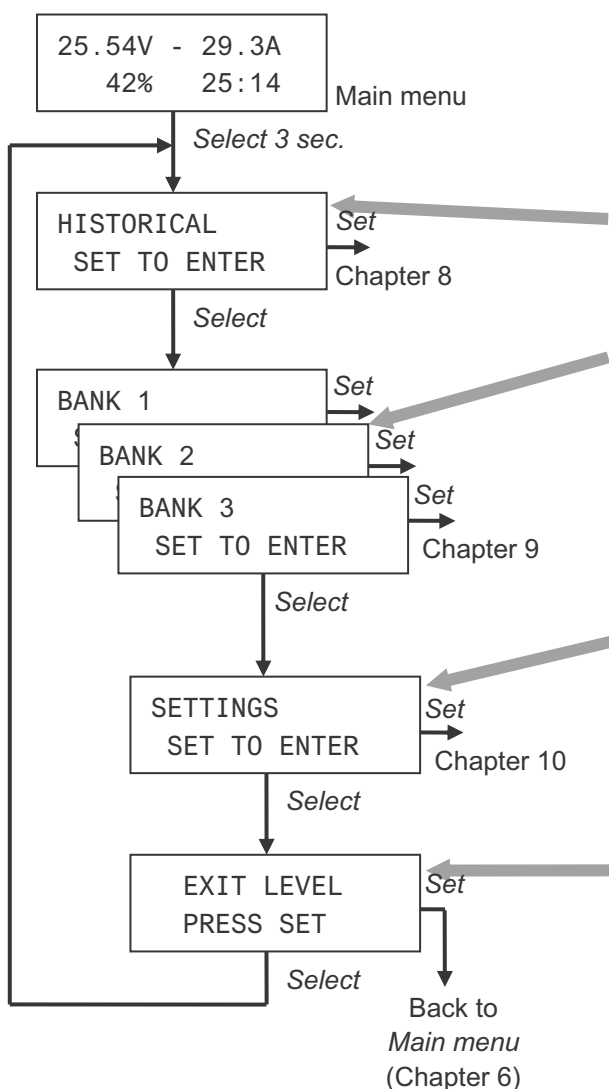 25.54V - 29.3A
42% 25:14
Main menu
Select 3 sec.
HISTORICAL
SET TO ENTER
Set
Chapter 8
Select
BANK 1
Set
S
BANK 2
Set
S
BANK 3
SET TO ENTER
Set
Chapter 9
Select
SETTINGS
SET TO ENTER
Set
Chapter 10
Select
EXIT LEVEL
PRESS SET
Set
Select
Back to
Main menu
(Chapter 6)